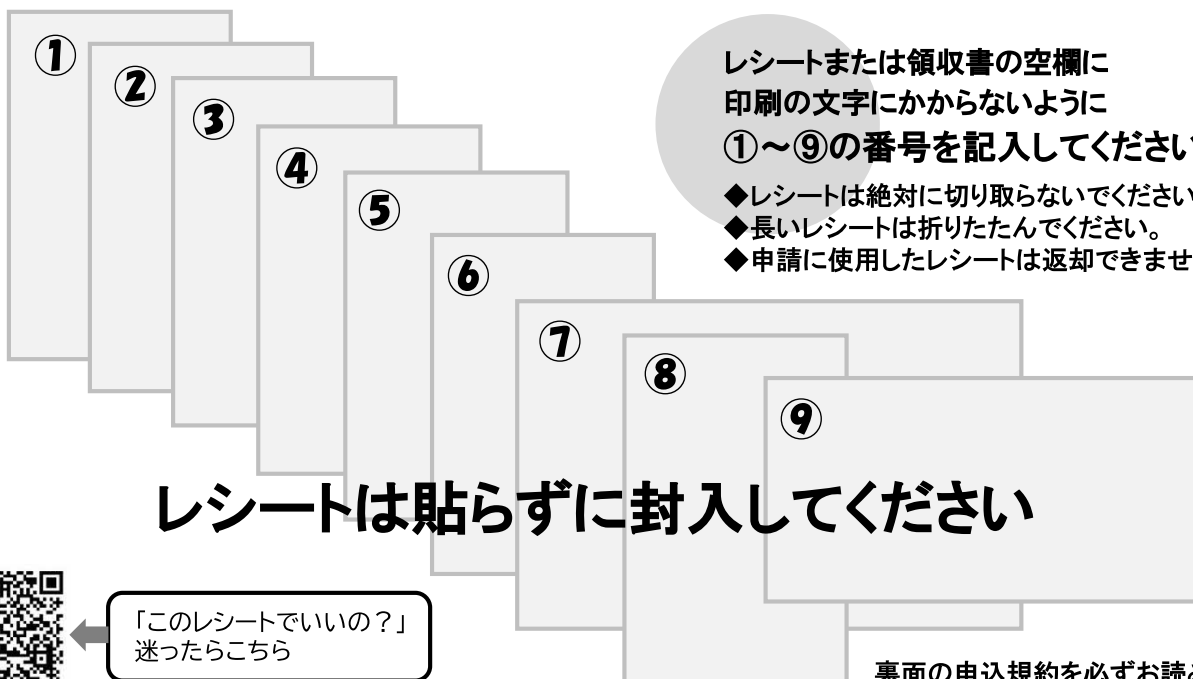 ①
②
③
④
⑤
⑥
⑦
⑧
⑨
レシートまたは領収書の空欄に
印刷の文字にかからないように
①～⑨の番号を記入してください
◆レシートは絶対に切り取らないでください
◆長いレシートは折りたたんでください。
◆申請に使用したレシートは返却できませ
レシートは貼らずに封入してください
「このレシートでいいの？」
迷ったらこちら
裏面の申込規約を必ずお読み